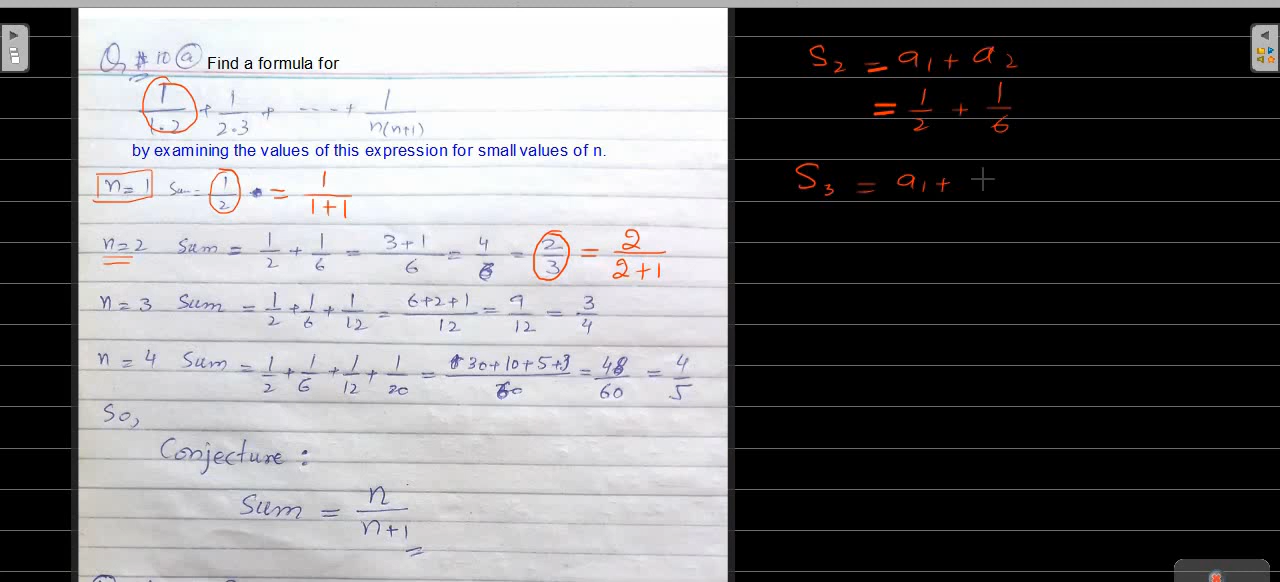 Q # 10 (a) Find a formula for
1/1·2 + 1/2·3 + ---- + 1/n(n+1)
by examining the values of this expression for small values of n.
n = 1 Sum = 1/2 = 1/1+1
n = 2 Sum = 1/2 + 1/6 = 3+1/6 = 4/6 = 2/3 = 2/2+1
n = 3 Sum = 1/2 + 1/6 + 1/12 = 6+2+1/12 = 9/12 = 3/4
n = 4 Sum = 1/2 + 1/6 + 1/12 + 1/20 = 30+10+5+3/60 = 48/60 = 4/5
So,
Conjecture :
Sum = n/n+1
S₂ = a₁ + a₂
= 1/2 + 1/6
S₃ = a₁ +